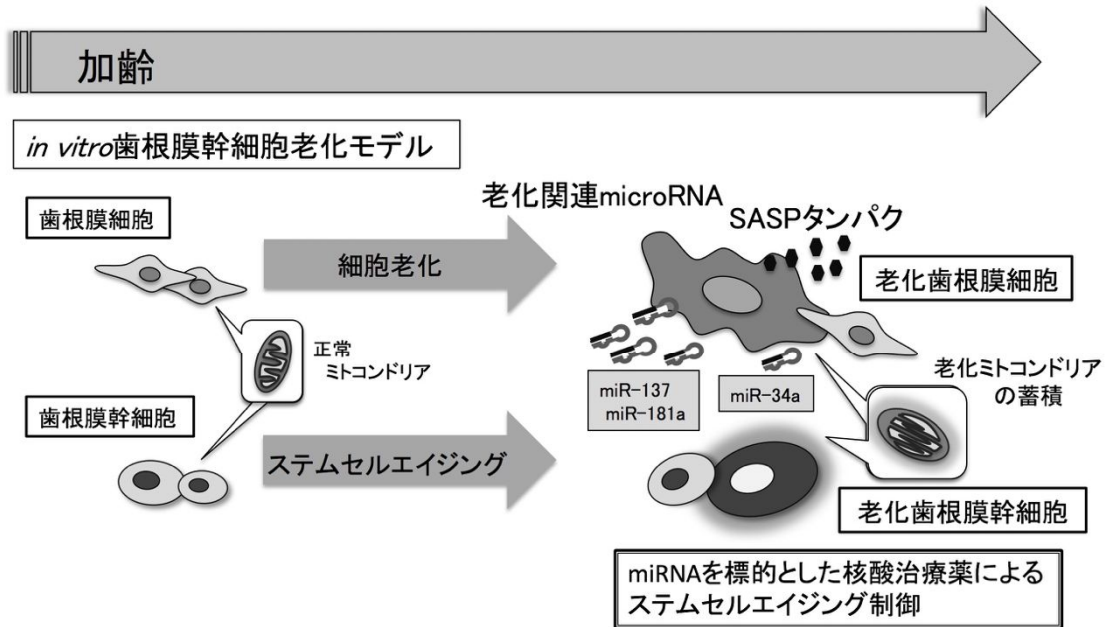 加齢
in vitro歯根膜幹細胞老化モデル
歯根膜細胞
細胞老化
老化関連microRNA
SASPタンパク
老化歯根膜細胞
正常
ミトコンドリア
miR-137
miR-181a
miR-34a
老化ミトコンドリア
の蓄積
歯根膜幹細胞
ステムセルエイジング
老化歯根膜幹細胞
miRNAを標的とした核酸治療薬による
ステムセルエイジング制御